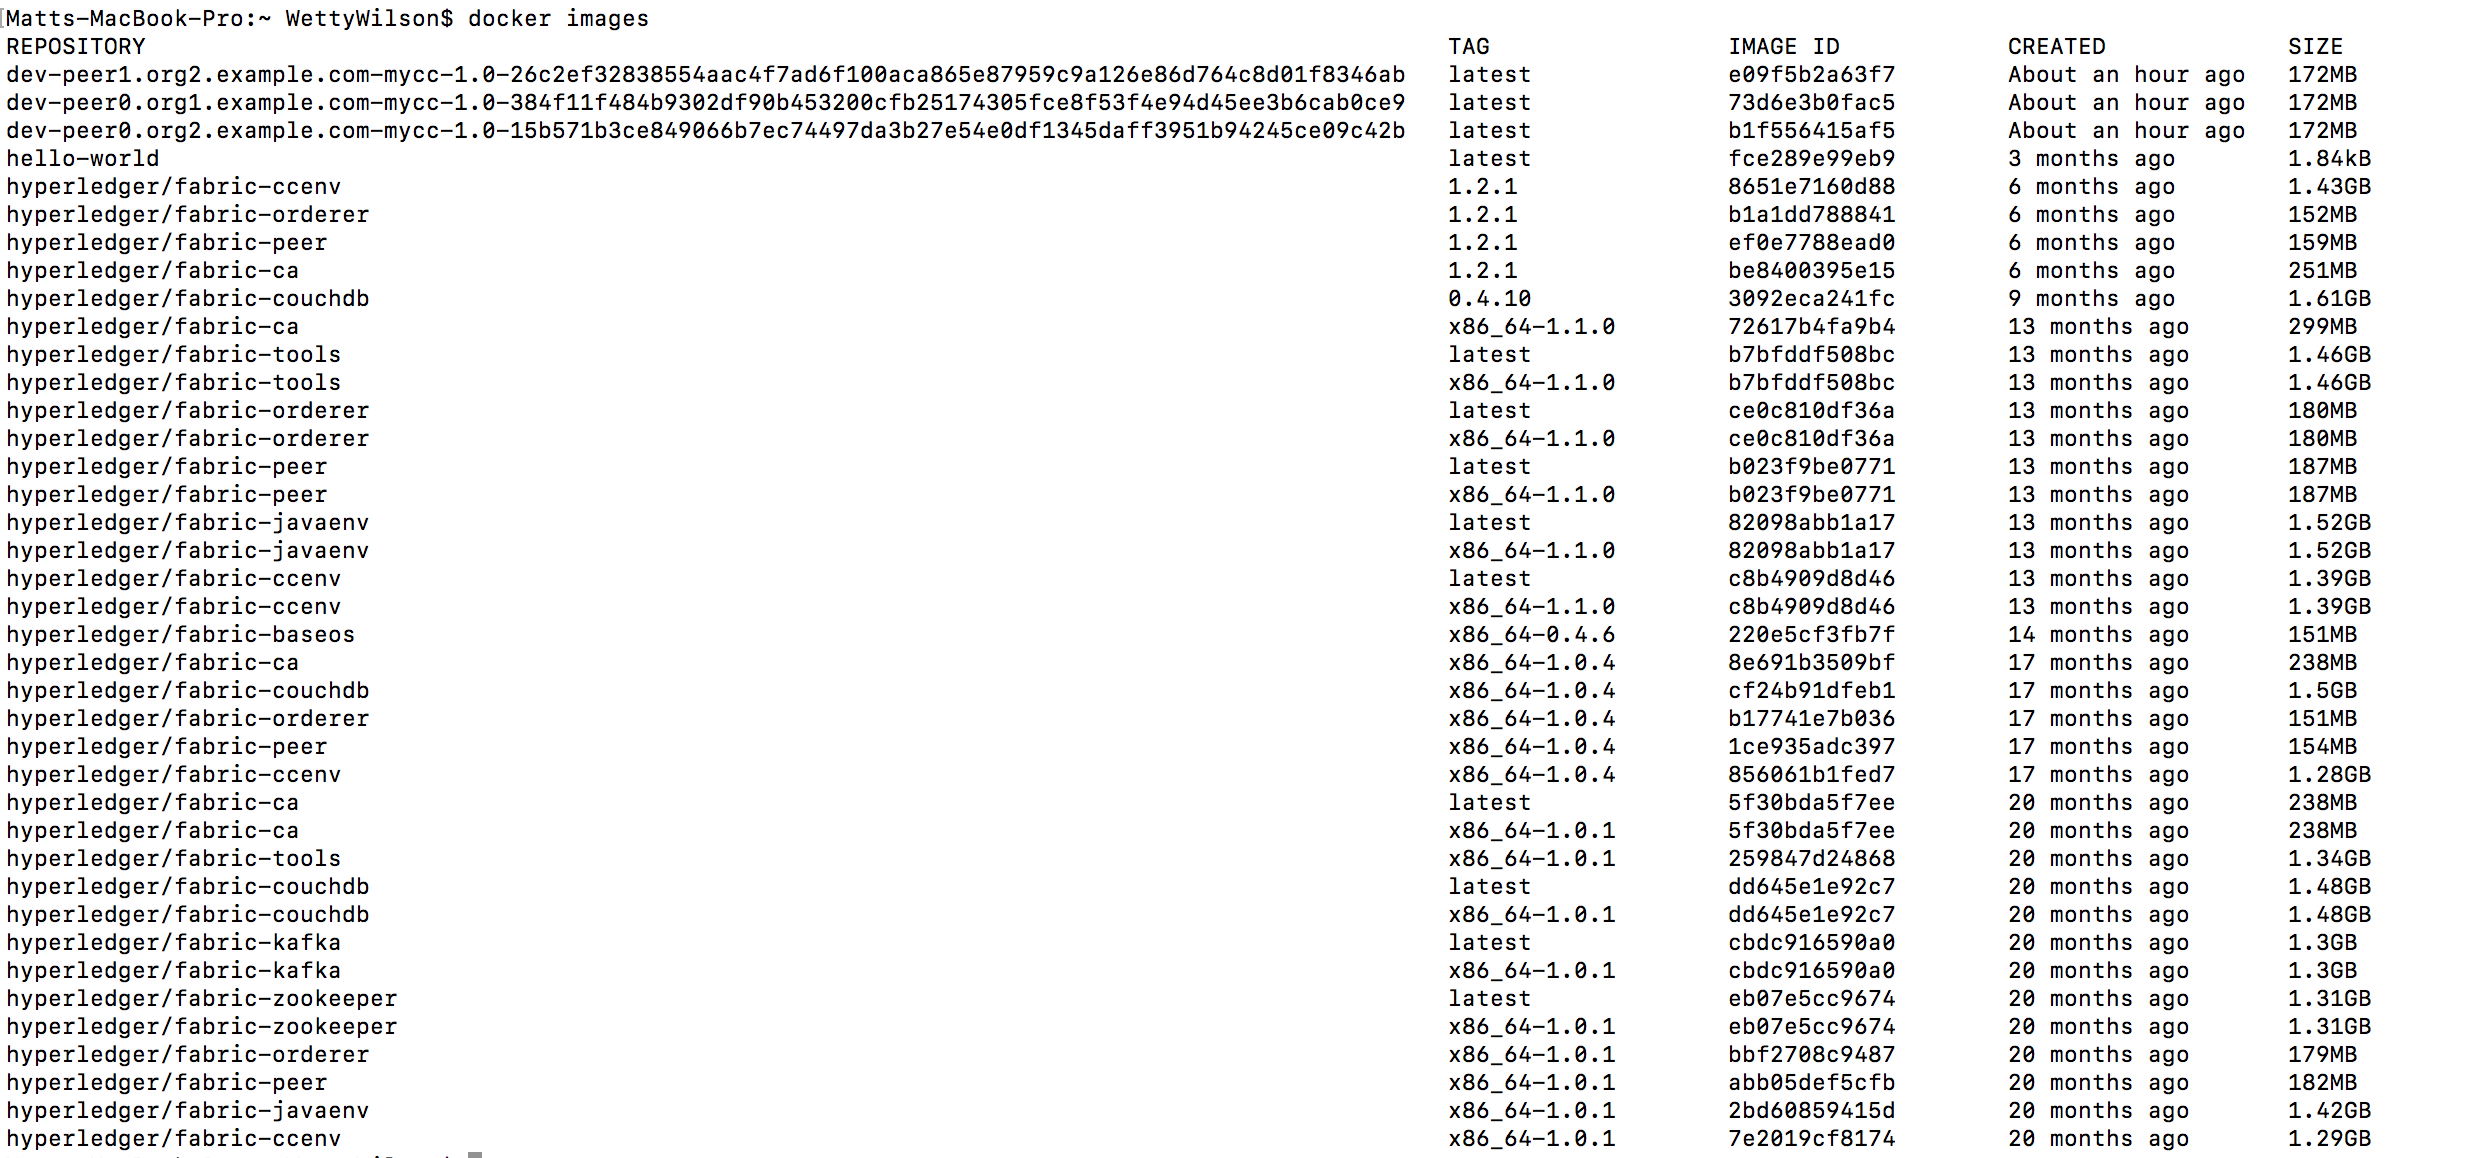 Matts-MacBook-Pro:~ WettyWilson$ docker images
REPOSITORY TAG IMAGE ID CREATED SIZE
dev-peer1.org2.example.com-mycc-1.0-26c2ef32838554aac4f7ad6f100aca865e87959c9a126e86d764c8d01f8346ab latest e09f5b2a63f7 About an hour ago 172MB
dev-peer0.org1.example.com-mycc-1.0-384f11f484b9302df90b453200cfb25174305fce8f53f4e94d45ee3b6cab0ce9 latest 73d6e3b0fac5 About an hour ago 172MB
dev-peer0.org2.example.com-mycc-1.0-15b571b3ce849066b7ec74497da3b27e54e0df1345daff3951b94245ce09c42b latest b1f556415af5 About an hour ago 172MB
hello-world latest fce289e99eb9 3 months ago 1.84kB
hyperledger/fabric-ccenv 1.2.1 8651e7160d88 6 months ago 1.43GB
hyperledger/fabric-orderer 1.2.1 b1a1dd788841 6 months ago 152MB
hyperledger/fabric-peer 1.2.1 ef0e7788ead0 6 months ago 159MB
hyperledger/fabric-ca 1.2.1 be8400395e15 6 months ago 251MB
hyperledger/fabric-couchdb 0.4.10 3092eca241fc 9 months ago 1.61GB
hyperledger/fabric-ca x86_64-1.1.0 72617b4fa9b4 13 months ago 299MB
hyperledger/fabric-tools latest b7bfddf508bc 13 months ago 1.46GB
hyperledger/fabric-tools x86_64-1.1.0 b7bfddf508bc 13 months ago 1.46GB
hyperledger/fabric-orderer latest ce0c810df36a 13 months ago 180MB
hyperledger/fabric-orderer x86_64-1.1.0 ce0c810df36a 13 months ago 180MB
hyperledger/fabric-peer latest b023f9be0771 13 months ago 187MB
hyperledger/fabric-peer x86_64-1.1.0 b023f9be0771 13 months ago 187MB
hyperledger/fabric-javaenv latest 82098abb1a17 13 months ago 1.52GB
hyperledger/fabric-javaenv x86_64-1.1.0 82098abb1a17 13 months ago 1.52GB
hyperledger/fabric-ccenv latest c8b4909d8d46 13 months ago 1.39GB
hyperledger/fabric-ccenv x86_64-1.1.0 c8b4909d8d46 13 months ago 1.39GB
hyperledger/fabric-baseos x86_64-0.4.6 220e5cf3fb7f 14 months ago 151MB
hyperledger/fabric-ca x86_64-1.0.4 8e691b3509bf 17 months ago 238MB
hyperledger/fabric-couchdb x86_64-1.0.4 cf24b91dfeb1 17 months ago 1.5GB
hyperledger/fabric-orderer x86_64-1.0.4 b17741e7b036 17 months ago 151MB
hyperledger/fabric-peer x86_64-1.0.4 1ce935adc397 17 months ago 154MB
hyperledger/fabric-ccenv x86_64-1.0.4 856061b1fed7 17 months ago 1.28GB
hyperledger/fabric-ca latest 5f30bda5f7ee 20 months ago 238MB
hyperledger/fabric-ca x86_64-1.0.1 5f30bda5f7ee 20 months ago 238MB
hyperledger/fabric-tools x86_64-1.0.1 259847d24868 20 months ago 1.34GB
hyperledger/fabric-couchdb latest dd645e1e92c7 20 months ago 1.48GB
hyperledger/fabric-couchdb x86_64-1.0.1 dd645e1e92c7 20 months ago 1.48GB
hyperledger/fabric-kafka latest cbdc916590a0 20 months ago 1.3GB
hyperledger/fabric-kafka x86_64-1.0.1 cbdc916590a0 20 months ago 1.3GB
hyperledger/fabric-zookeeper latest eb07e5cc9674 20 months ago 1.31GB
hyperledger/fabric-zookeeper x86_64-1.0.1 eb07e5cc9674 20 months ago 1.31GB
hyperledger/fabric-orderer x86_64-1.0.1 bbf2708c9487 20 months ago 179MB
hyperledger/fabric-peer x86_64-1.0.1 abb05def5cfb 20 months ago 182MB
hyperledger/fabric-javaenv x86_64-1.0.1 2bd60859415d 20 months ago 1.42GB
hyperledger/fabric-ccenv x86_64-1.0.1 7e2019cf8174 20 months ago 1.29GB